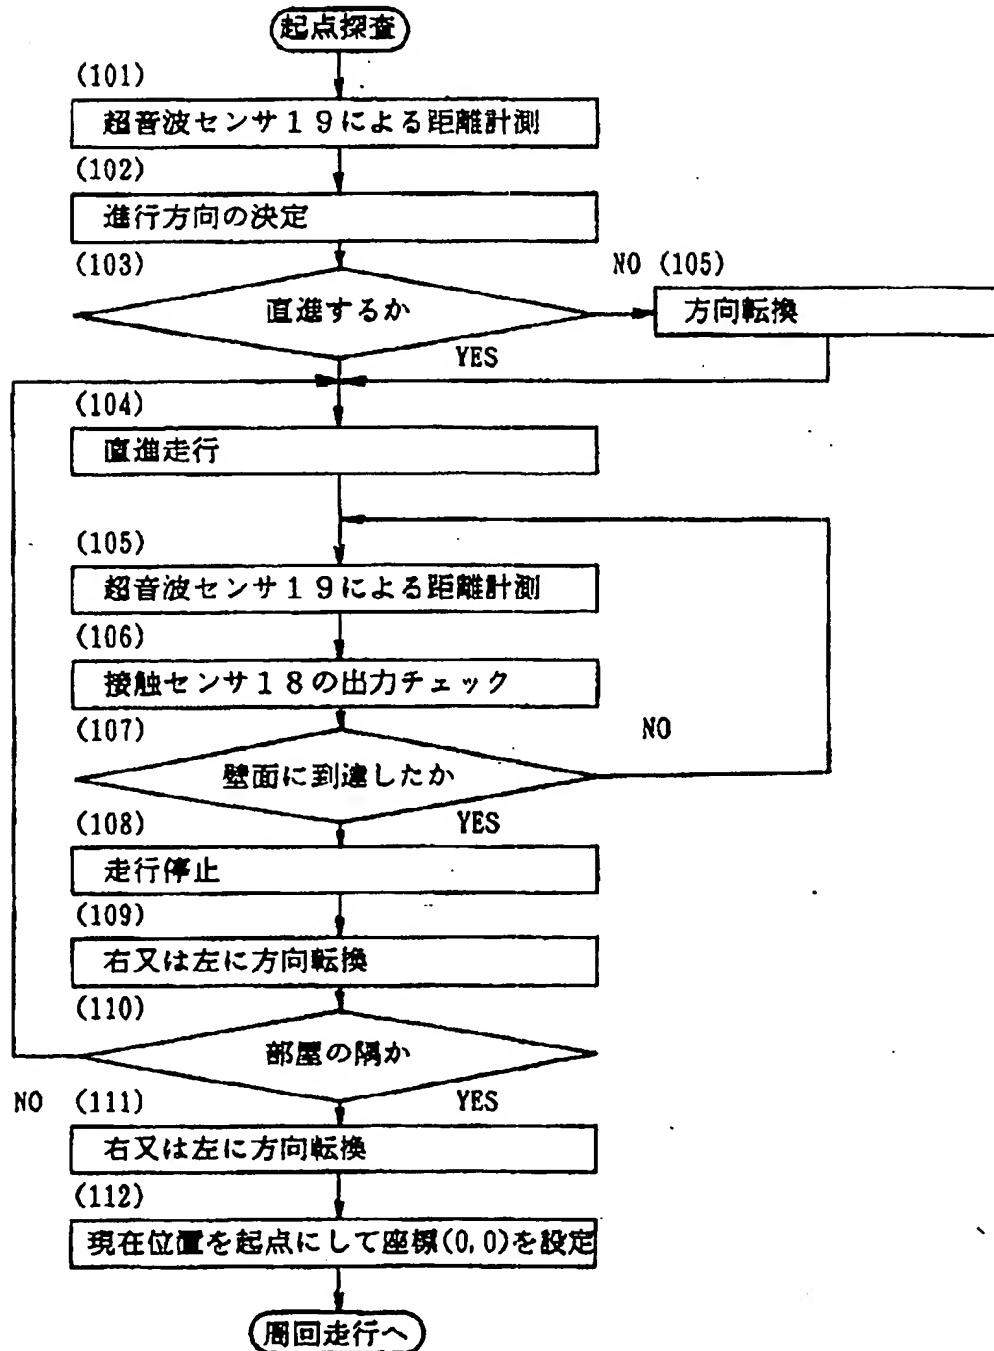 起点探査
(101)
超音波センサ19による距離計測
(102)
進行方向の決定
(103)
直進するか
NO (105)
方向転換
YES
(104)
直進走行
(105)
超音波センサ19による距離計測
(106)
接触センサ18の出力チェック
(107)
NO
壁面に到達したか
(108)
YES
走行停止
(109)
右又は左に方向転換
(110)
部屋の隅か
NO
(111)
YES
右又は左に方向転換
(112)
現在位置を起点にして座標(0,0)を設定
周回走行へ